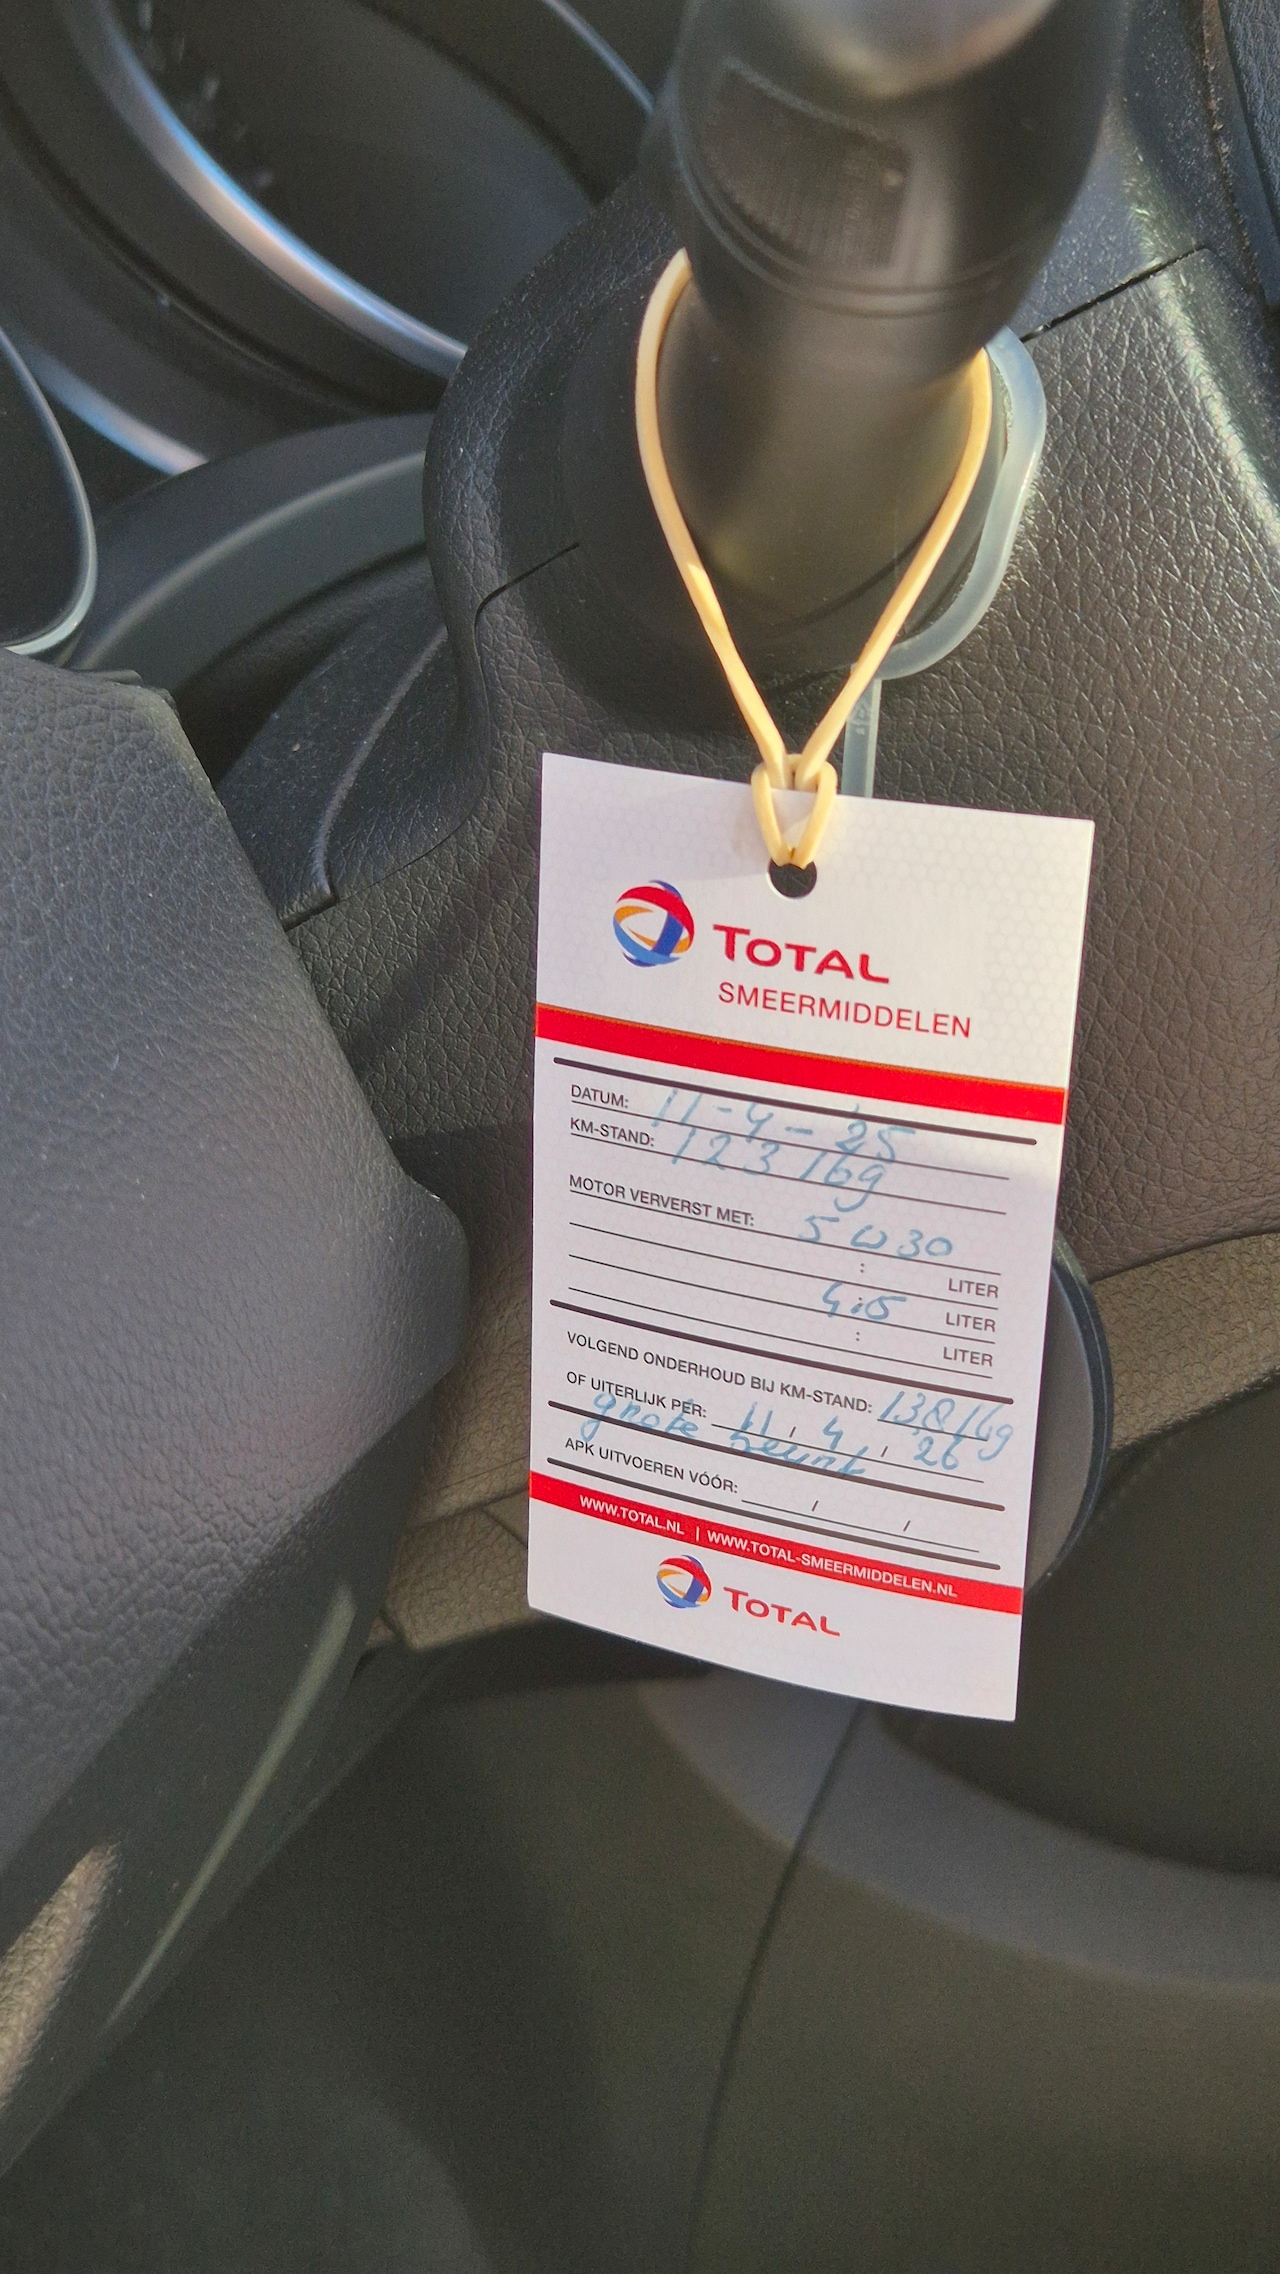 TOTAL
SMEERMIDDELEN
DATUM: 11-4-25
KM-STAND: 123169
MOTOR VERVERST MET: 5W30
: LITER
4:5 LITER
: LITER
VOLGEND ONDERHOUD BIJ KM-STAND: 138169
OF UITERLIJK PER: 11 / 4 / 26
grote beurt
APK UITVOEREN VÓÓR: / /
WWW.TOTAL.NL | WWW.TOTAL-SMEERMIDDELEN.NL
TOTAL